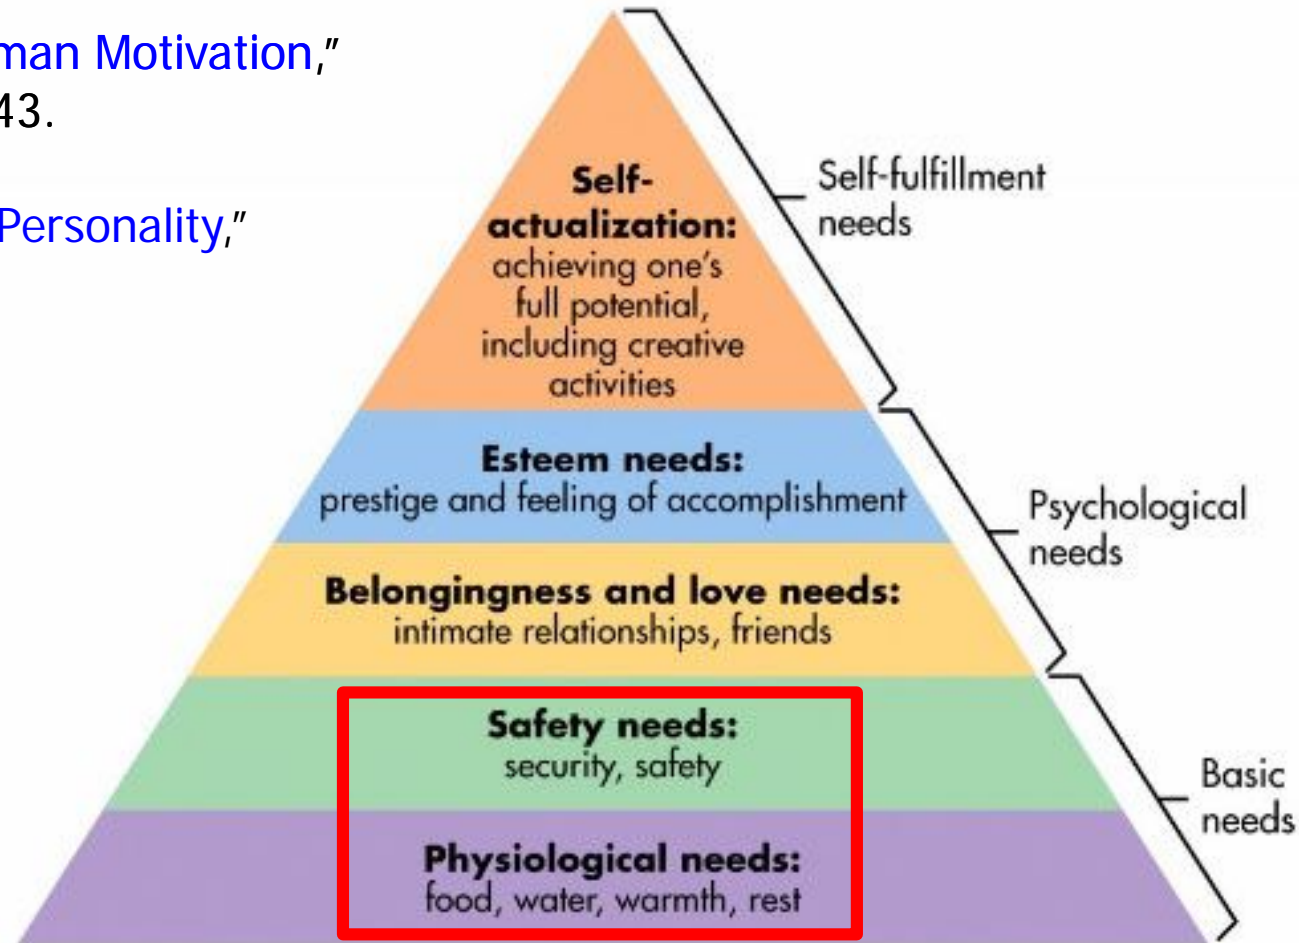 man Motivation,"
43.
Personality,"
Self-
actualization:
achieving one's
full potential,
including creative
activities
Esteem needs:
prestige and feeling of accomplishment
Belongingness and love needs:
intimate relationships, friends
Safety needs:
security, safety
Physiological needs:
food, water, warmth, rest
Self-fulfillment
needs
Psychological
needs
Basic
needs